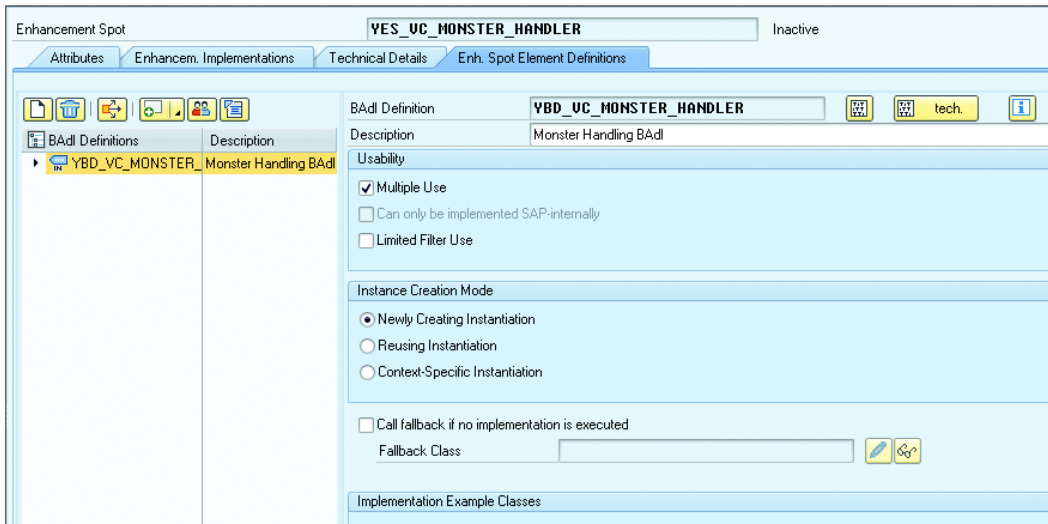 Enhancement Spot YES_VC_MONSTER_HANDLER Inactive
Attributes Enhancem. Implementations Technical Details Enh. Spot Element Definitions
BAdI Definition YBD_VC_MONSTER_HANDLER tech.
BAdI Definitions Description
Description Monster Handling BAdI
YBD_VC_MONSTER_ Monster Handling BAdI
Usability
Multiple Use
Can only be implemented SAP-internally
Limited Filter Use
Instance Creation Mode
Newly Creating Instantiation
Reusing Instantiation
Context-Specific Instantiation
Call fallback if no implementation is executed
Fallback Class
Implementation Example Classes